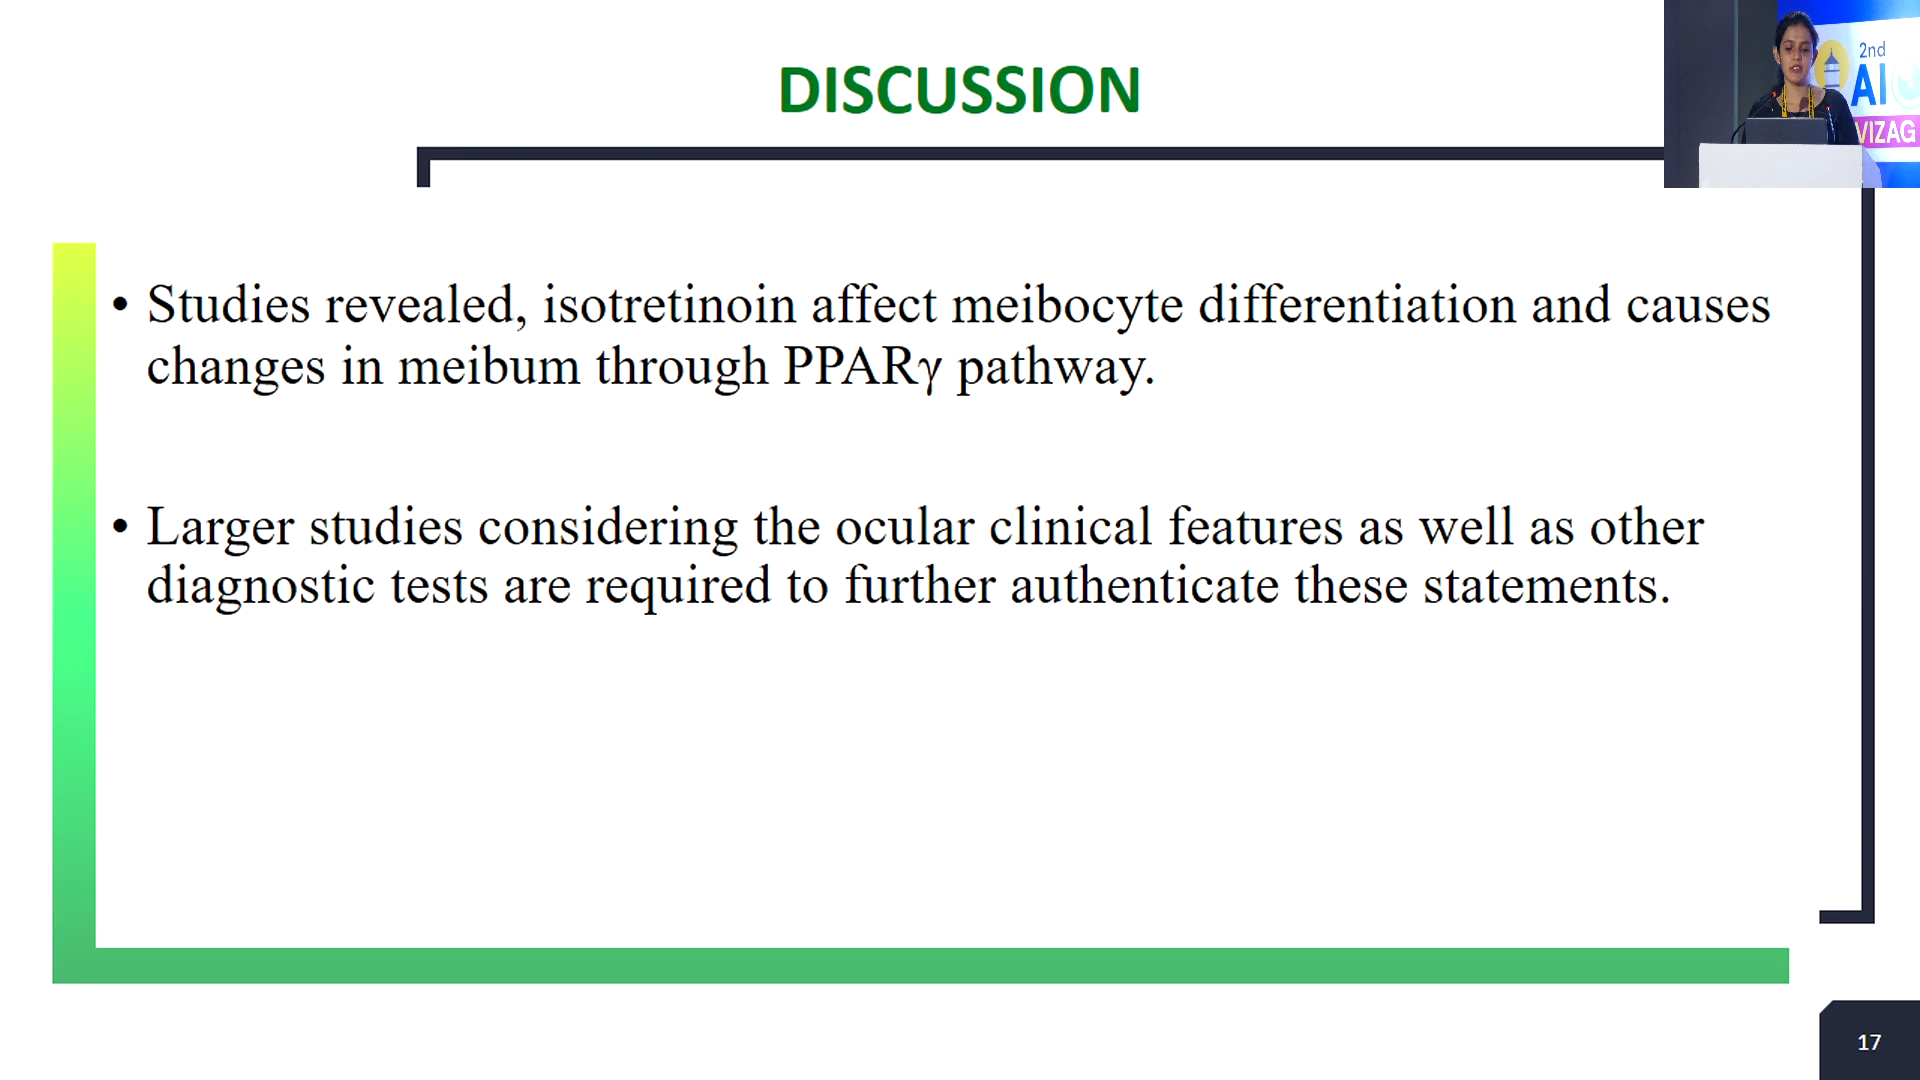 DISCUSSION
2nd
AI
VIZAG
• Studies revealed, isotretinoin affect meibocyte differentiation and causes
changes in meibum through PPARγ pathway.
• Larger studies considering the ocular clinical features as well as other
diagnostic tests are required to further authenticate these statements.
17